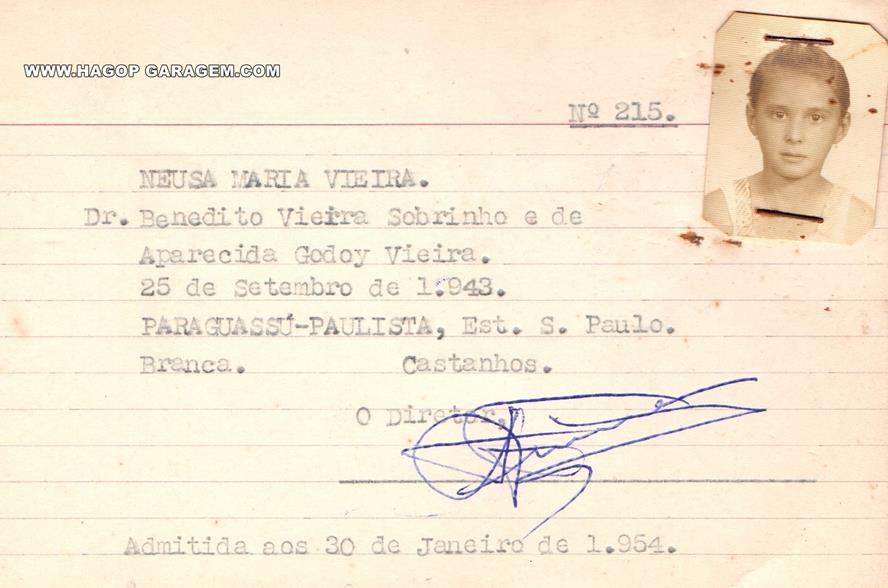 WWW.HAGOP GARAGEM.COM
Nº 215.
NEUSA MARIA VIEIRA.
Dr. Benedito Vieira Sobrinho e de
Aparecida Godoy Vieira.
25 de Setembro de 1.943.
PARAGUASSÚ-PAULISTA, Est. S. Paulo.
Branca. Castanhos.
O Diretor,
Admitida aos 30 de Janeiro de 1.954.